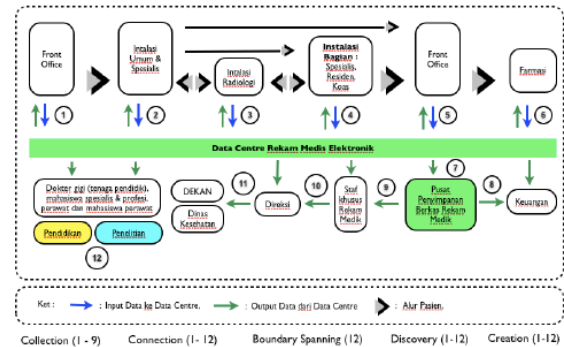 Front
Office
Intalasi
Umum &
Spesialis
Intalasi
Radiologi
Instalasi
Bagian :
Spesialis,
Residen,
Koas
Front
Office
Farmasi
1
2
3
4
5
6
Data Centre Rekam Medis Elektronik
7
Dokter gigi (tenaga pendidik),
mahasiswa spesialis & profesi,
perawat dan mahasiswa perawat
Pendidikan
Penelitian
12
DEKAN
Dinas
Kesehatan
11
Direksi
10
Staf
khusus
Rekam
Medik
9
Pusat
Penyimpanan
Berkas Rekam
Medik
8
Keuangan
Ket :
: Input Data ke Data Centre,
: Output Data dari Data Centre
: Alur Pasien,
Collection (1 - 9)
Connection (1- 12)
Boundary Spanning (12)
Discovery (1-12)
Creation (1-12)